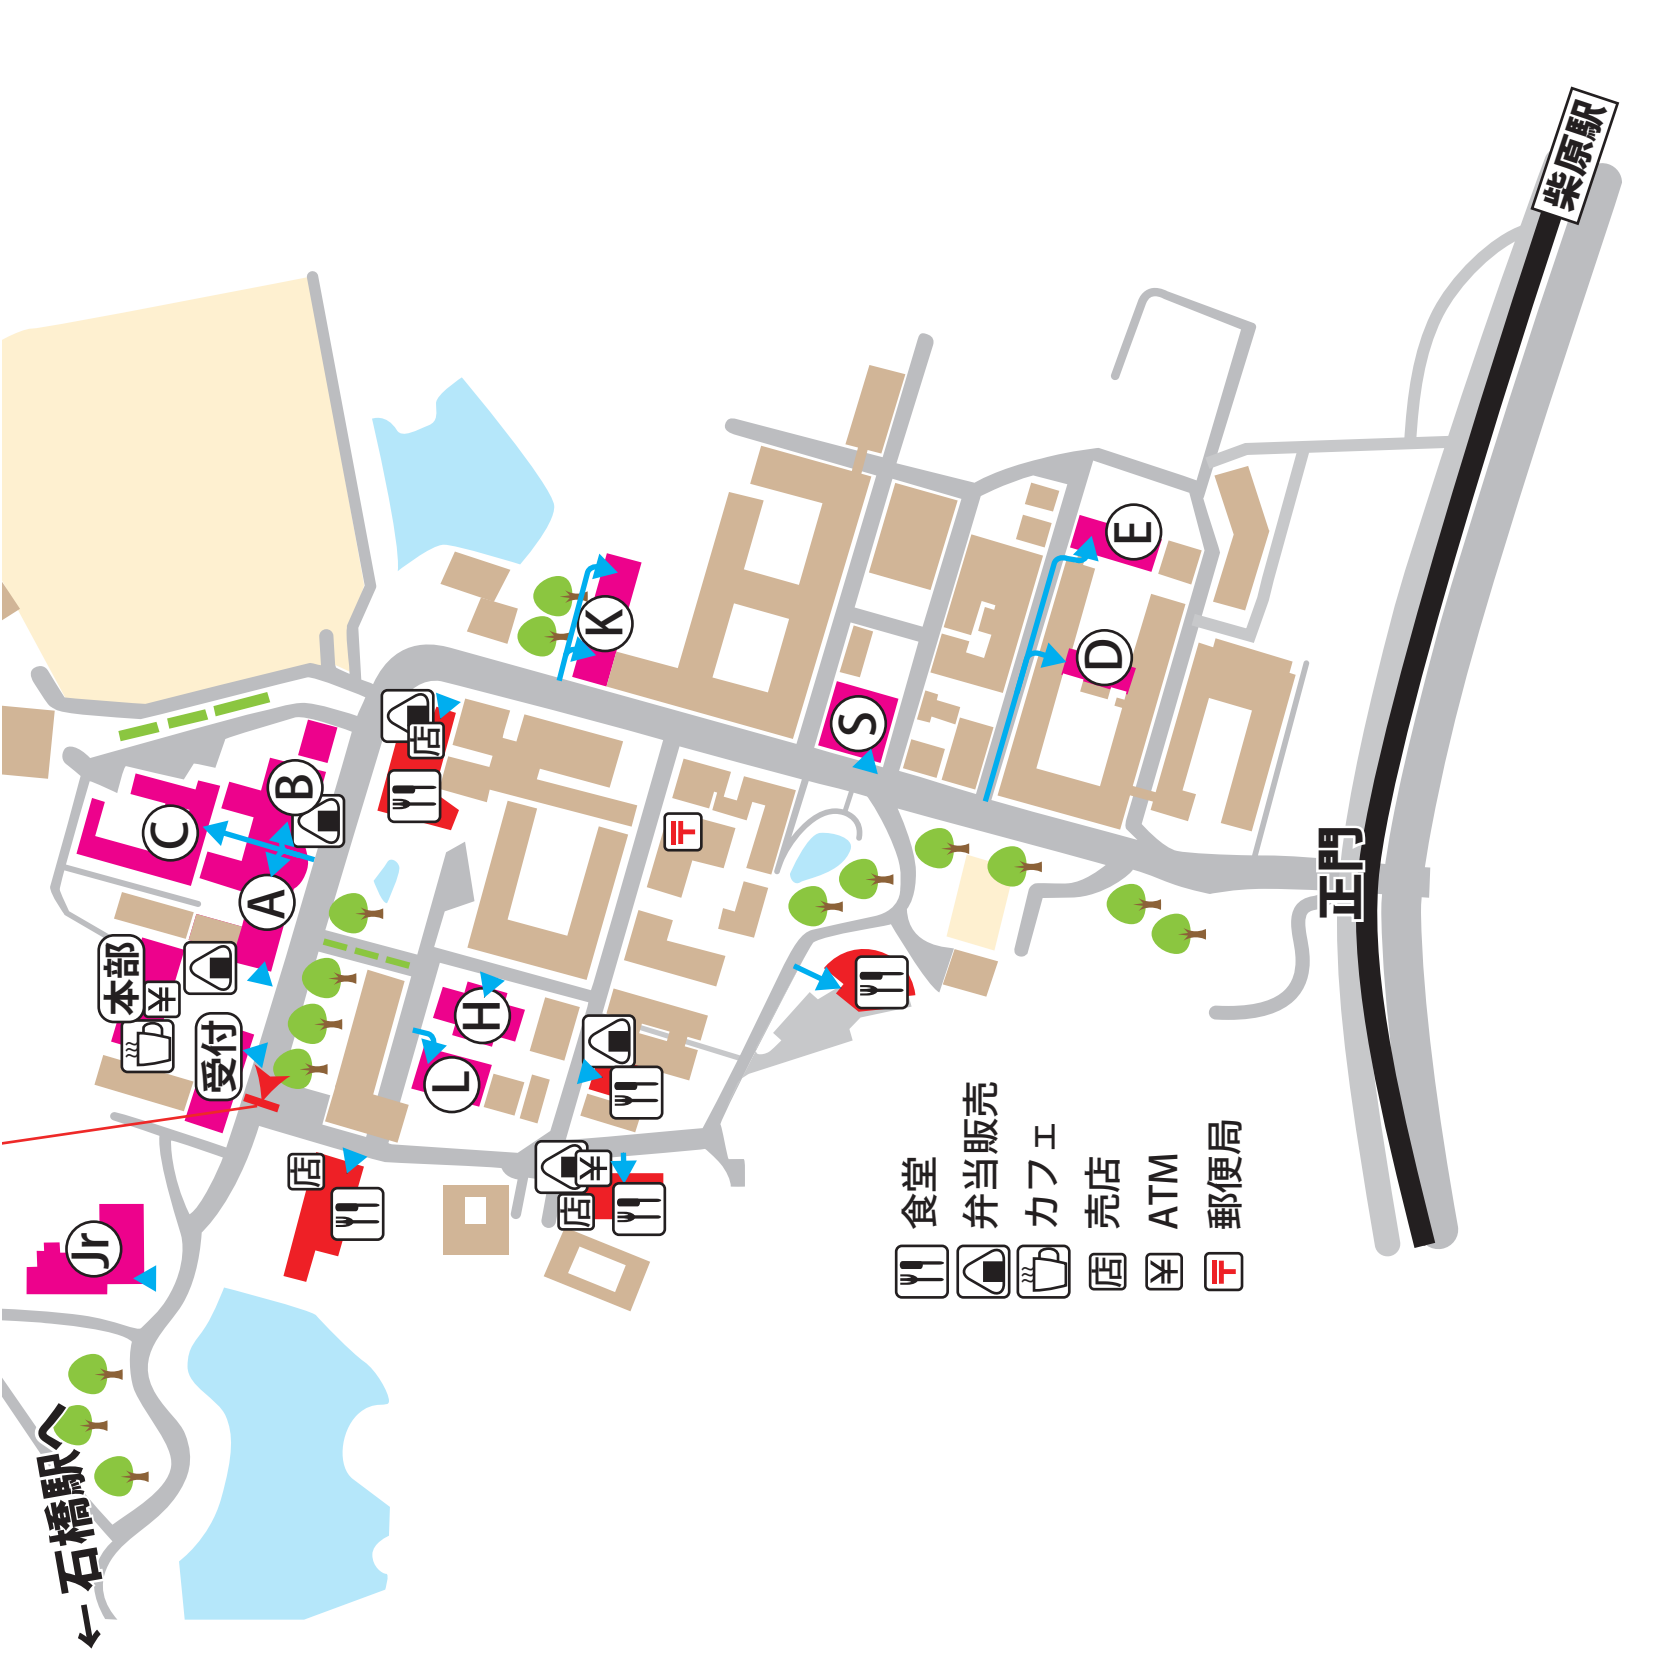 柴原駅
正門
E
D
S
K
B
C
A
本部
¥
受付
Jr
H
L
店
店
店
¥
〒
← 石橋駅へ
食堂
弁当販売
カフェ
店 売店
¥ ATM
〒 郵便局